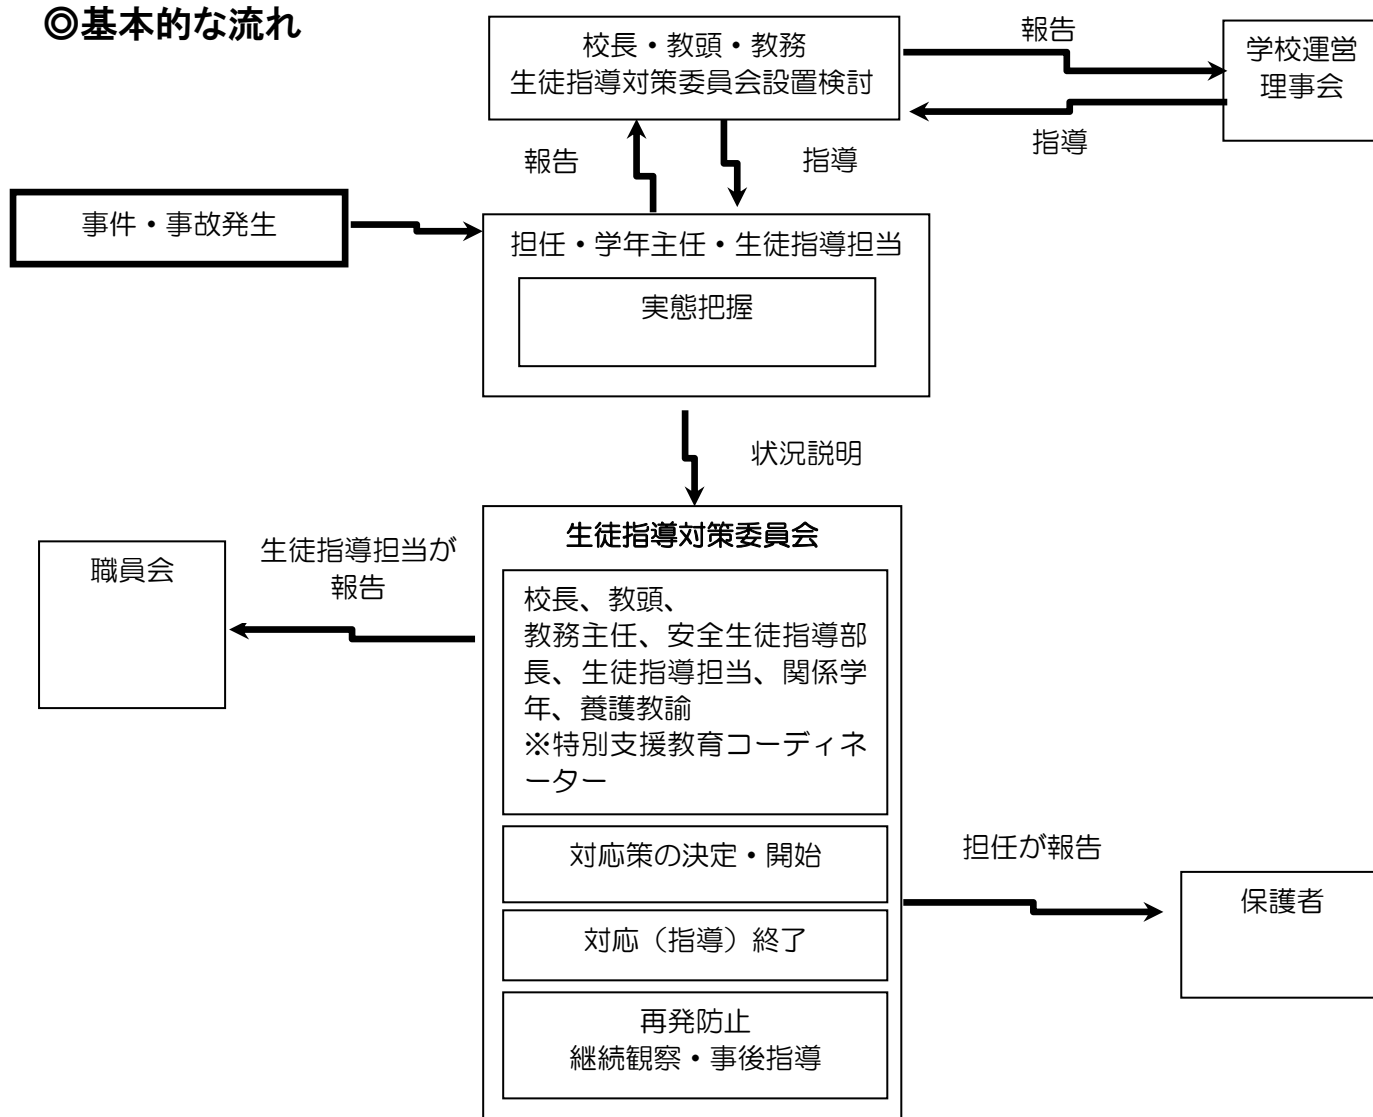 ◎基本的な流れ
校長・教頭・教務
生徒指導対策委員会設置検討
報告
学校運営
理事会
指導
報告
指導
事件・事故発生
担任・学年主任・生徒指導担当
実態把握
状況説明
生徒指導対策委員会
職員会
生徒指導担当が
報告
校長、教頭、
教務主任、安全生徒指導部
長、生徒指導担当、関係学
年、養護教諭
※特別支援教育コーディネ
ーター
対応策の決定・開始
担任が報告
保護者
対応（指導）終了
再発防止
継続観察・事後指導